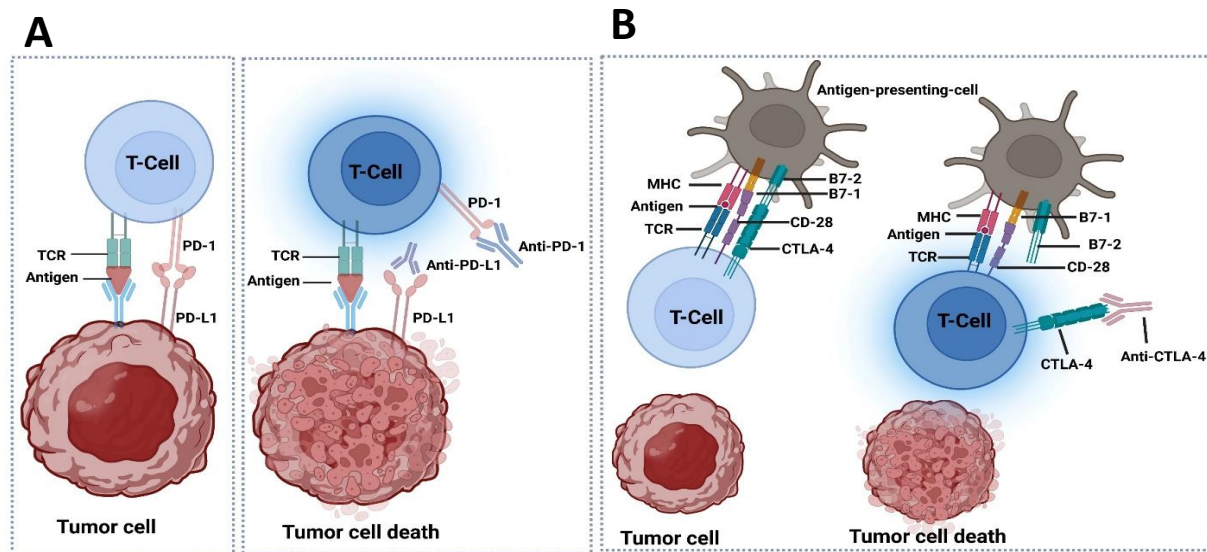 A
T-Cell
TCR
PD-1
Antigen
PD-L1
Tumor cell
T-Cell
PD-1
TCR
Anti-PD-1
Anti-PD-L1
Antigen
PD-L1
Tumor cell death
B
Antigen-presenting-cell
MHC
B7-2
B7-1
Antigen
TCR
CD-28
CTLA-4
T-Cell
Tumor cell
MHC
B7-1
Antigen
B7-2
TCR
CD-28
T-Cell
CTLA-4
Anti-CTLA-4
Tumor cell death